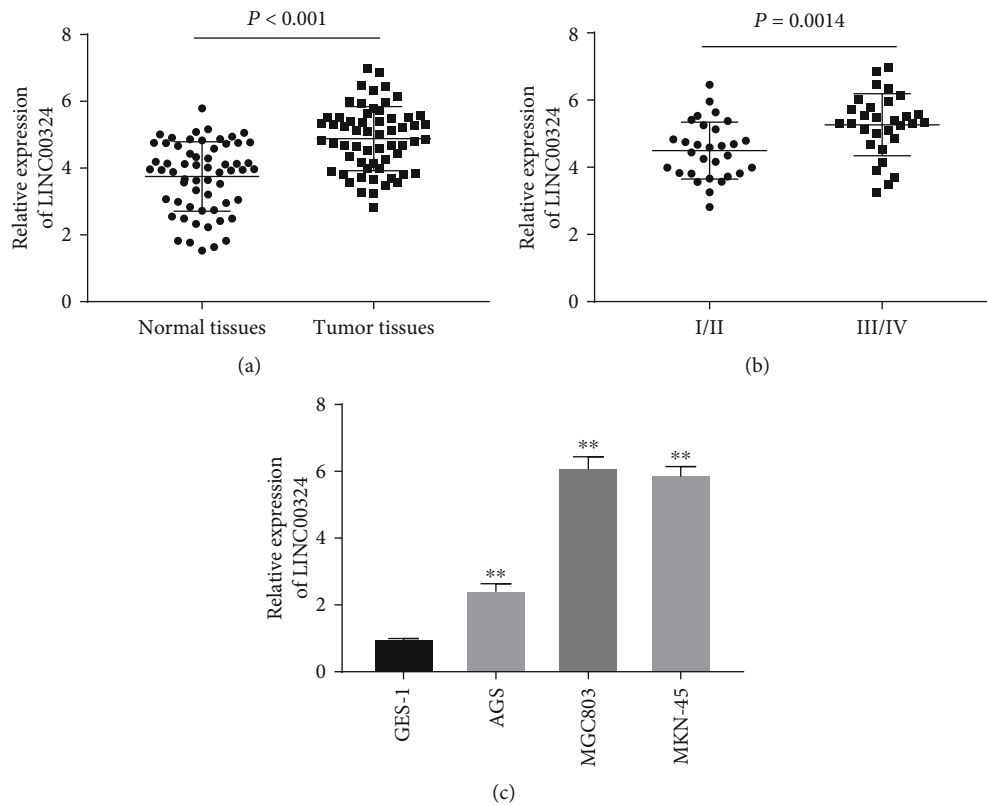 P < 0.001
8
6
4
2
0
Relative expression
of LINC00324
Normal tissues
Tumor tissues
(a)
P = 0.0014
8
6
4
2
0
Relative expression
of LINC00324
I/II
III/IV
(b)
8
6
4
2
0
Relative expression
of LINC00324
**
**
**
GES-1
AGS
MGC803
MKN-45
(c)